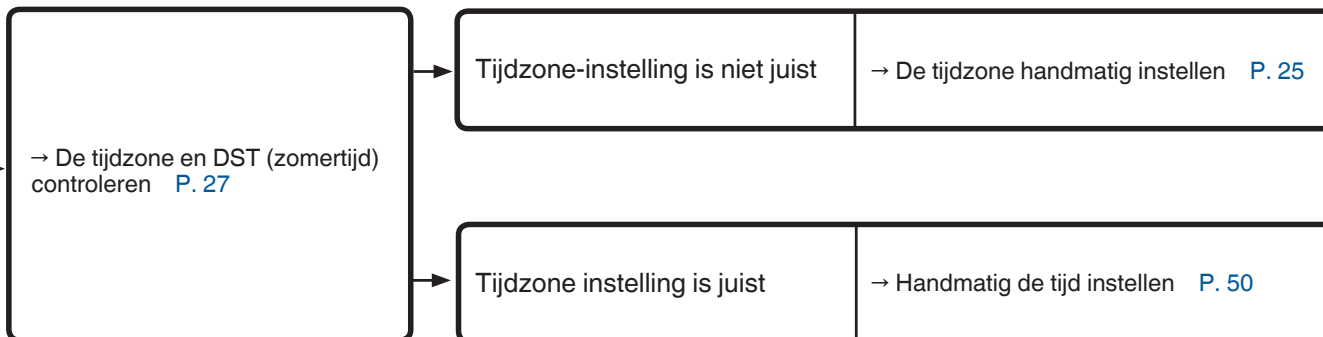 → De tijdzone en DST (zomertijd)
controleren P. 27
Tijdzone-instelling is niet juist
→ De tijdzone handmatig instellen P. 25
Tijdzone instelling is juist
→ Handmatig de tijd instellen P. 50